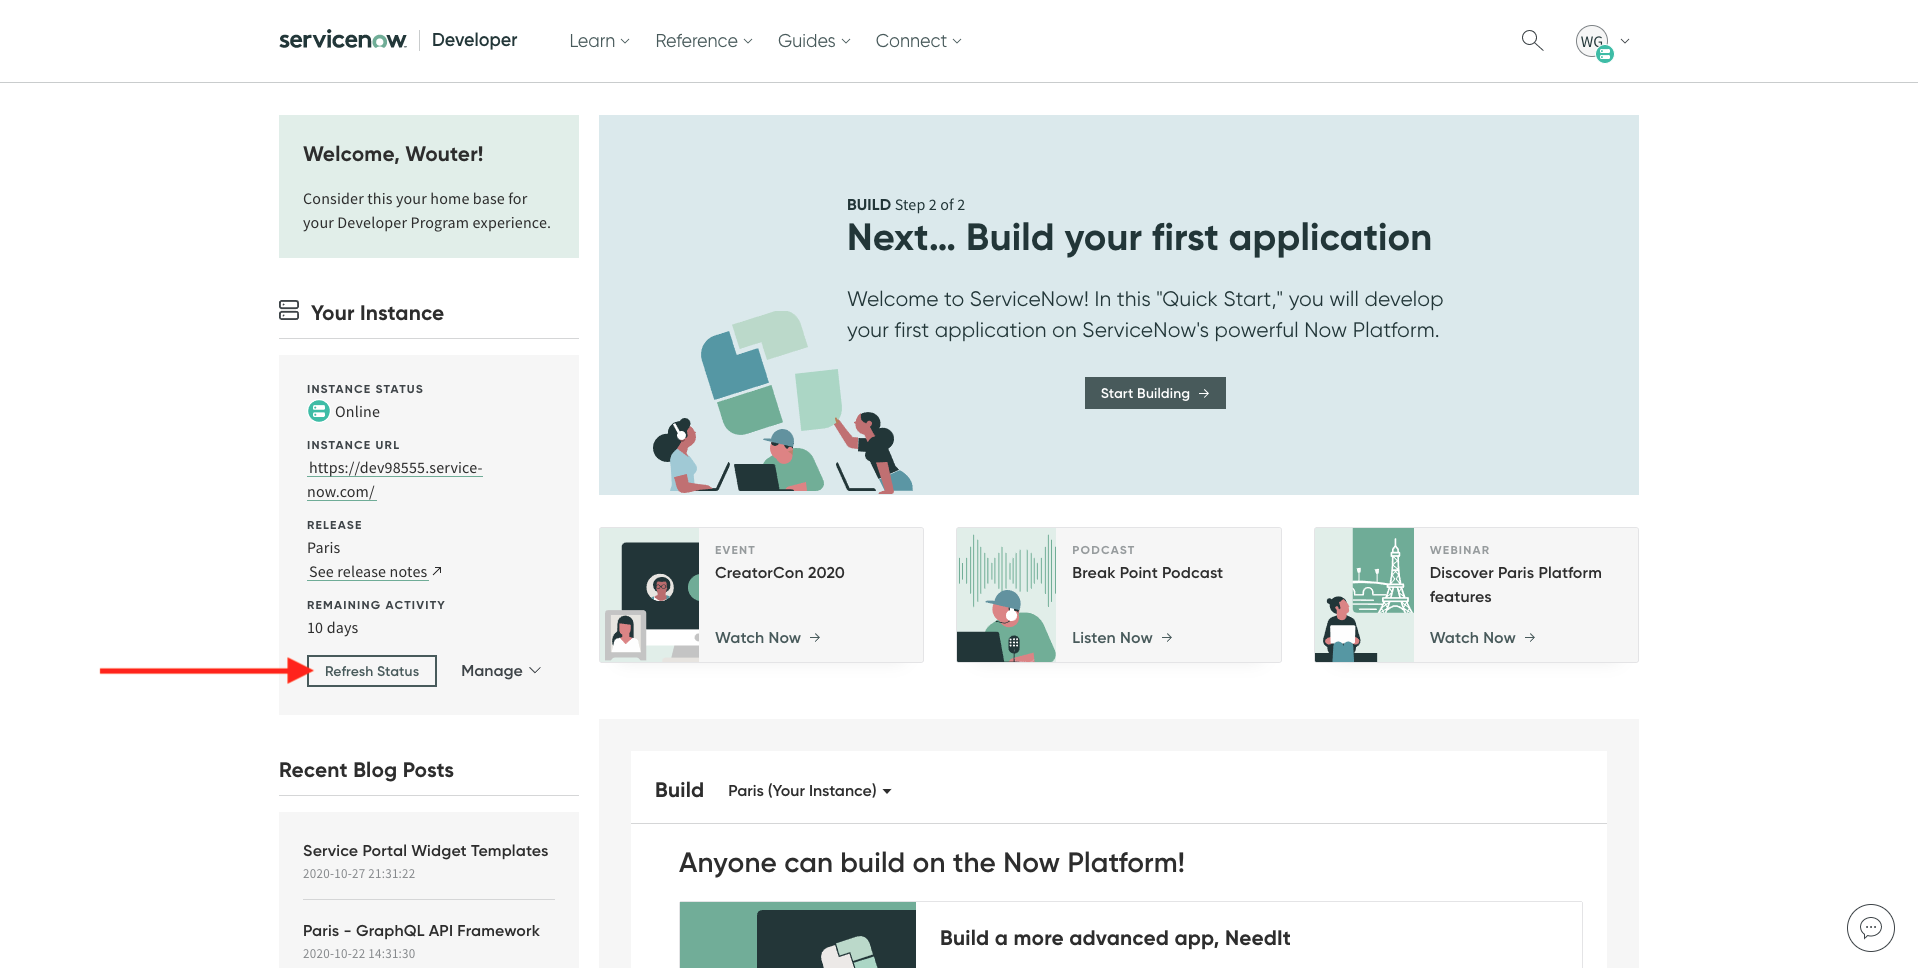 servicenow Developer Learn Reference Guides Connect WG
Welcome, Wouter!
Consider this your home base for
your Developer Program experience.
Your Instance
INSTANCE STATUS
Online
INSTANCE URL
https://dev98555.service-
now.com/
RELEASE
Paris
See release notes
REMAINING ACTIVITY
10 days
Refresh Status Manage
Recent Blog Posts
Service Portal Widget Templates
2020-10-27 21:31:22
Paris - GraphQL API Framework
2020-10-22 14:31:30
BUILD Step 2 of 2
Next... Build your first application
Welcome to ServiceNow! In this "Quick Start," you will develop
your first application on ServiceNow's powerful Now Platform.
Start Building
EVENT
CreatorCon 2020
Watch Now
PODCAST
Break Point Podcast
Listen Now
WEBINAR
Discover Paris Platform
features
Watch Now
Build Paris (Your Instance)
Anyone can build on the Now Platform!
Build a more advanced app, NeedIt